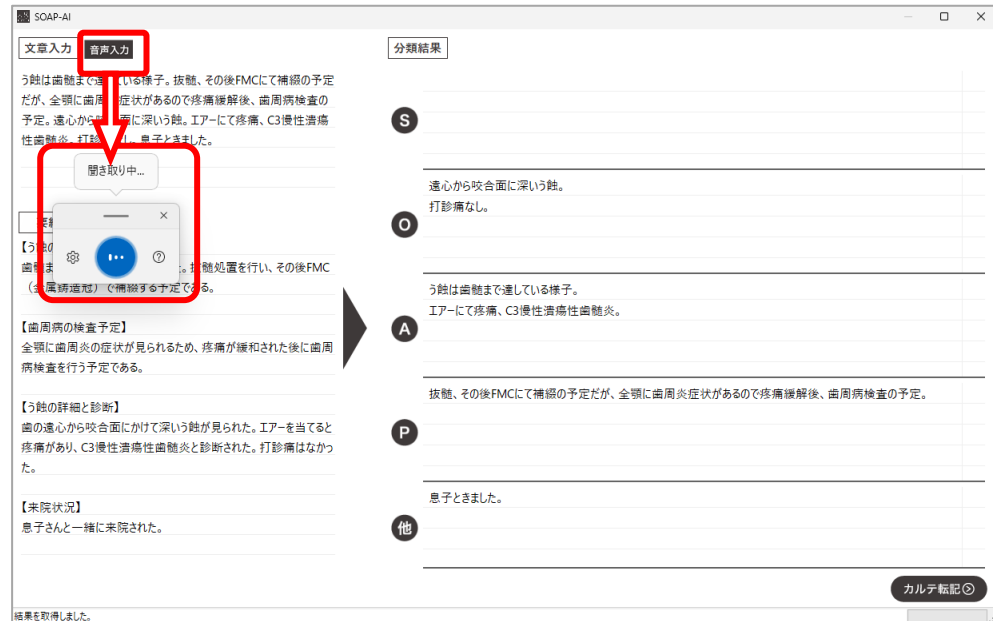 SOAP-AI
文章入力 音声入力
う蝕は歯髄まで達している様子。抜髄、その後FMCにて補綴の予定
だが、全顎に歯周炎症状があるので疼痛緩解後、歯周病検査の
予定。遠心から咬合面に深いう蝕。エアーにて疼痛、C3慢性潰瘍
性歯髄炎。打診痛なし。息子ときました。
聞き取り中...
【う蝕の
歯髄ま 。抜髄処置を行い、その後FMC
(金属鋳造冠)で補綴する予定である。
【歯周病の検査予定】
全顎に歯周炎の症状が見られるため、疼痛が緩和された後に歯周
病検査を行う予定である。
【う蝕の詳細と診断】
歯の遠心から咬合面にかけて深いう蝕が見られた。エアーを当てると
疼痛があり、C3慢性潰瘍性歯髄炎と診断された。打診痛はなかっ
た。
【来院状況】
息子さんと一緒に来院された。
分類結果
S
O
遠心から咬合面に深いう蝕。
打診痛なし。
A
う蝕は歯髄まで達している様子。
エアーにて疼痛、C3慢性潰瘍性歯髄炎。
P
抜髄、その後FMCにて補綴の予定だが、全顎に歯周炎症状があるので疼痛緩解後、歯周病検査の予定。
他
息子ときました。
カルテ転記
結果を取得しました。